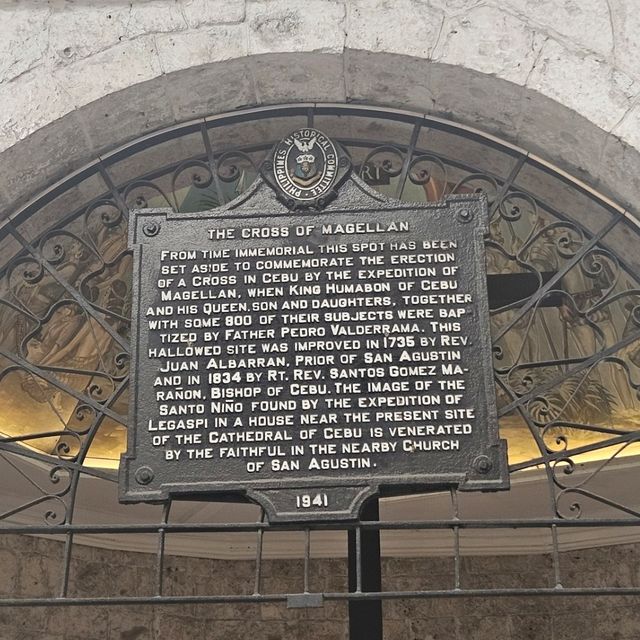 PHILIPPINES HISTORICAL COMMITTEE
THE CROSS OF MAGELLAN
FROM TIME IMMEMORIAL THIS SPOT HAS BEEN
SET ASIDE TO COMMEMORATE THE ERECTION
OF A CROSS IN CEBU BY THE EXPEDITION OF
MAGELLAN, WHEN KING HUMABON OF CEBU
AND HIS QUEEN, SON AND DAUGHTERS, TOGETHER
WITH SOME 800 OF THEIR SUBJECTS WERE BAP
TIZED BY FATHER PEDRO VALDERRAMA. THIS
HALLOWED SITE WAS IMPROVED IN 1735 BY REV.
JUAN ALBARRAN, PRIOR OF SAN AGUSTIN
AND IN 1834 BY RT. REV. SANTOS GOMEZ MA-
RAÑON, BISHOP OF CEBU. THE IMAGE OF THE
SANTO NIÑO FOUND BY THE EXPEDITION OF
LEGASPI IN A HOUSE NEAR THE PRESENT SITE
OF THE CATHEDRAL OF CEBU IS VENERATED
BY THE FAITHFUL IN THE NEARBY CHURCH
OF SAN AGUSTIN.
1941